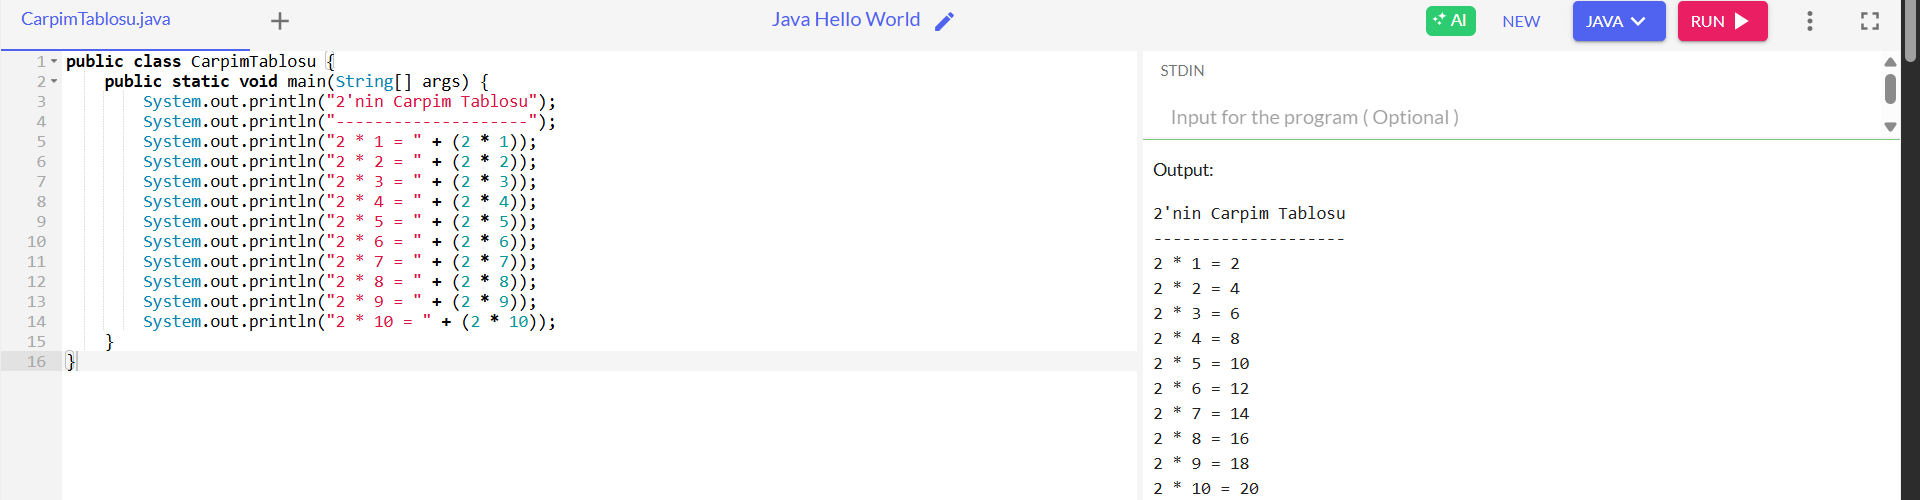 CarpimTablosu.java + Java Hello World AI NEW JAVA RUN
1 public class CarpimTablosu {
2     public static void main(String[] args) {
3         System.out.println("2'nin Carpim Tablosu");
4         System.out.println("--------------------");
5         System.out.println("2 * 1 = " + (2 * 1));
6         System.out.println("2 * 2 = " + (2 * 2));
7         System.out.println("2 * 3 = " + (2 * 3));
8         System.out.println("2 * 4 = " + (2 * 4));
9         System.out.println("2 * 5 = " + (2 * 5));
10         System.out.println("2 * 6 = " + (2 * 6));
11         System.out.println("2 * 7 = " + (2 * 7));
12         System.out.println("2 * 8 = " + (2 * 8));
13         System.out.println("2 * 9 = " + (2 * 9));
14         System.out.println("2 * 10 = " + (2 * 10));
15     }
16 }
STDIN
Input for the program ( Optional )
Output:
2'nin Carpim Tablosu
--------------------
2 * 1 = 2
2 * 2 = 4
2 * 3 = 6
2 * 4 = 8
2 * 5 = 10
2 * 6 = 12
2 * 7 = 14
2 * 8 = 16
2 * 9 = 18
2 * 10 = 20